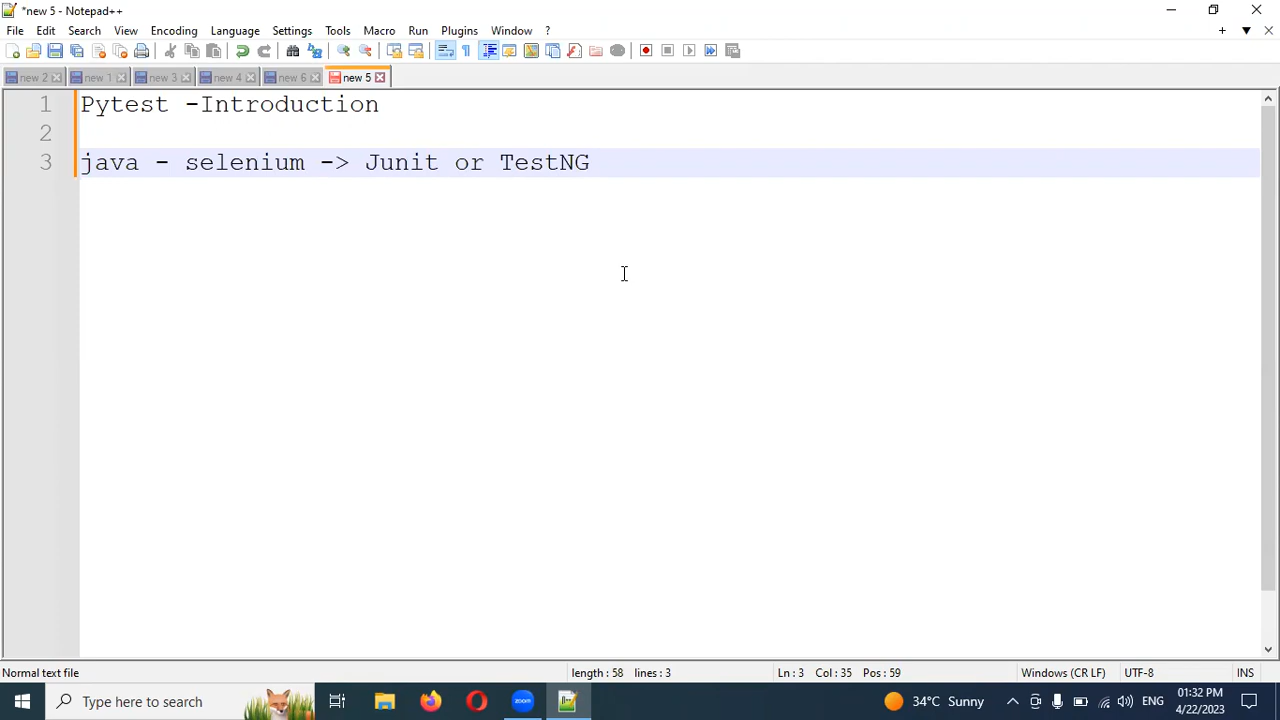 *new 5 - Notepad++
File Edit Search View Encoding Language Settings Tools Macro Run Plugins Window ?
new 2 new 1 new 3 new 4 new 6 new 5
1 Pytest -Introduction
2
3 java - selenium -> Junit or TestNG
Normal text file length : 58 lines : 3 Ln : 3 Col : 35 Pos : 59 Windows (CR LF) UTF-8 INS
Type here to search 34°C Sunny ENG 01:32 PM
4/22/2023